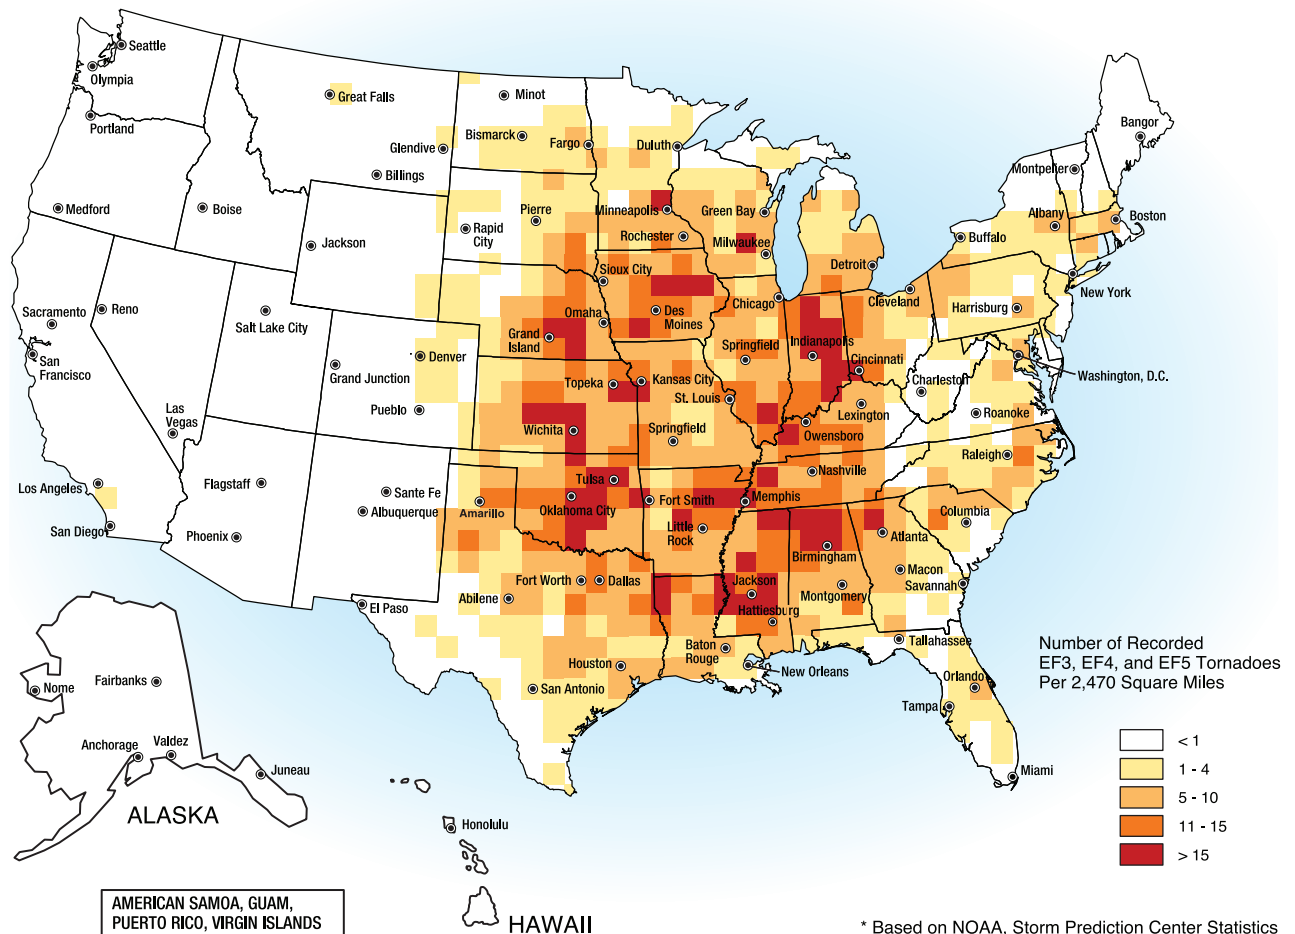 Seattle
Olympia
Portland
Great Falls
Minot
Bismarck
Fargo
Duluth
Glendive
Billings
Bangor
Montpelier
Medford
Boise
Jackson
Rapid
City
Pierre
Minneapolis
Rochester
Green Bay
Milwaukee
Albany
Boston
Buffalo
Detroit
Sioux City
Chicago
Cleveland
New York
Harrisburg
Sacramento
Reno
Salt Lake City
San
Francisco
Omaha
Des
Moines
Grand
Island
Denver
Grand Junction
Springfield
Indianapolis
Cincinnati
Charleston
Washington, D.C.
Topeka
Kansas City
St. Louis
Pueblo
Lexington
Roanoke
Las
Vegas
Wichita
Springfield
Owensboro
Raleigh
Nashville
Los Angeles
Flagstaff
Sante Fe
Tulsa
Albuquerque
Amarillo
Oklahoma City
Fort Smith
Memphis
Columbia
San Diego
Phoenix
Little
Rock
Atlanta
Birmingham
Fort Worth
Dallas
Jackson
Macon
Savannah
Montgomery
El Paso
Abilene
Hattiesburg
Tallahassee
Baton
Rouge
Houston
New Orleans
San Antonio
Orlando
Tampa
Miami
Nome
Fairbanks
Anchorage
Valdez
Juneau
ALASKA
Honolulu
HAWAII
AMERICAN SAMOA, GUAM,
PUERTO RICO, VIRGIN ISLANDS
Number of Recorded
EF3, EF4, and EF5 Tornadoes
Per 2,470 Square Miles
< 1
1 - 4
5 - 10
11 - 15
> 15
* Based on NOAA, Storm Prediction Center Statistics